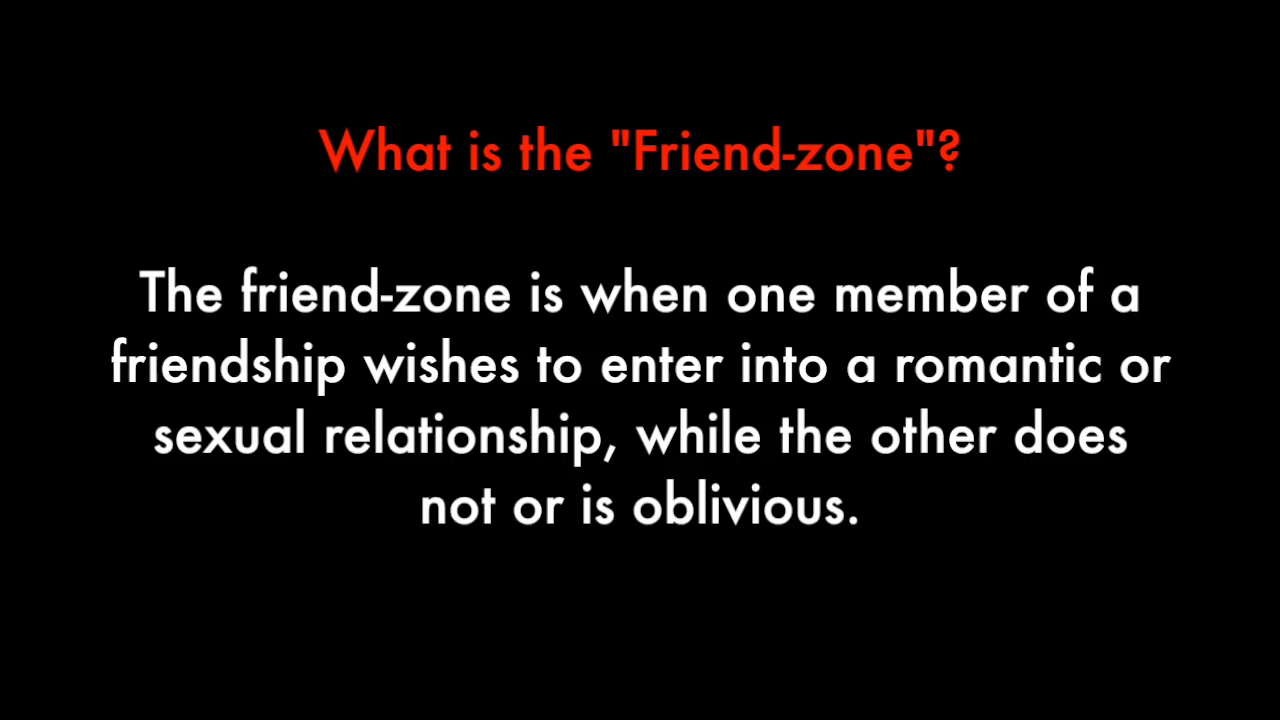 What is the "Friend-zone"?
The friend-zone is when one member of a
friendship wishes to enter into a romantic or
sexual relationship, while the other does
not or is oblivious.